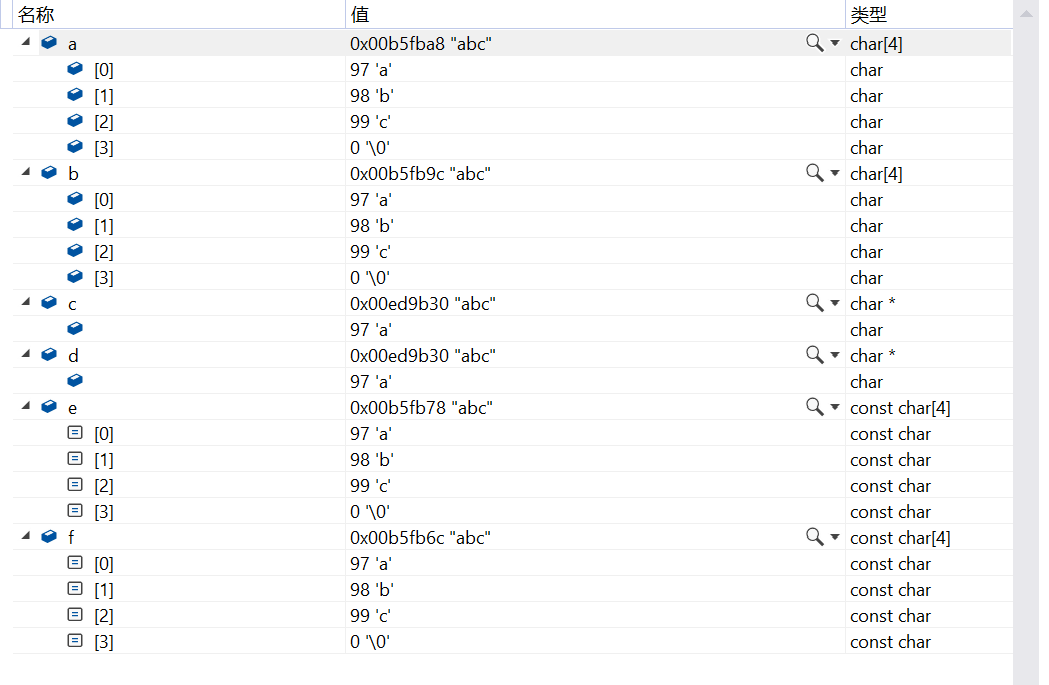 名称 值 类型
a 0x00b5fba8 "abc" char[4]
[0] 97 'a' char
[1] 98 'b' char
[2] 99 'c' char
[3] 0 '\0' char
b 0x00b5fb9c "abc" char[4]
[0] 97 'a' char
[1] 98 'b' char
[2] 99 'c' char
[3] 0 '\0' char
c 0x00ed9b30 "abc" char *
97 'a' char
d 0x00ed9b30 "abc" char *
97 'a' char
e 0x00b5fb78 "abc" const char[4]
[0] 97 'a' const char
[1] 98 'b' const char
[2] 99 'c' const char
[3] 0 '\0' const char
f 0x00b5fb6c "abc" const char[4]
[0] 97 'a' const char
[1] 98 'b' const char
[2] 99 'c' const char
[3] 0 '\0' const char